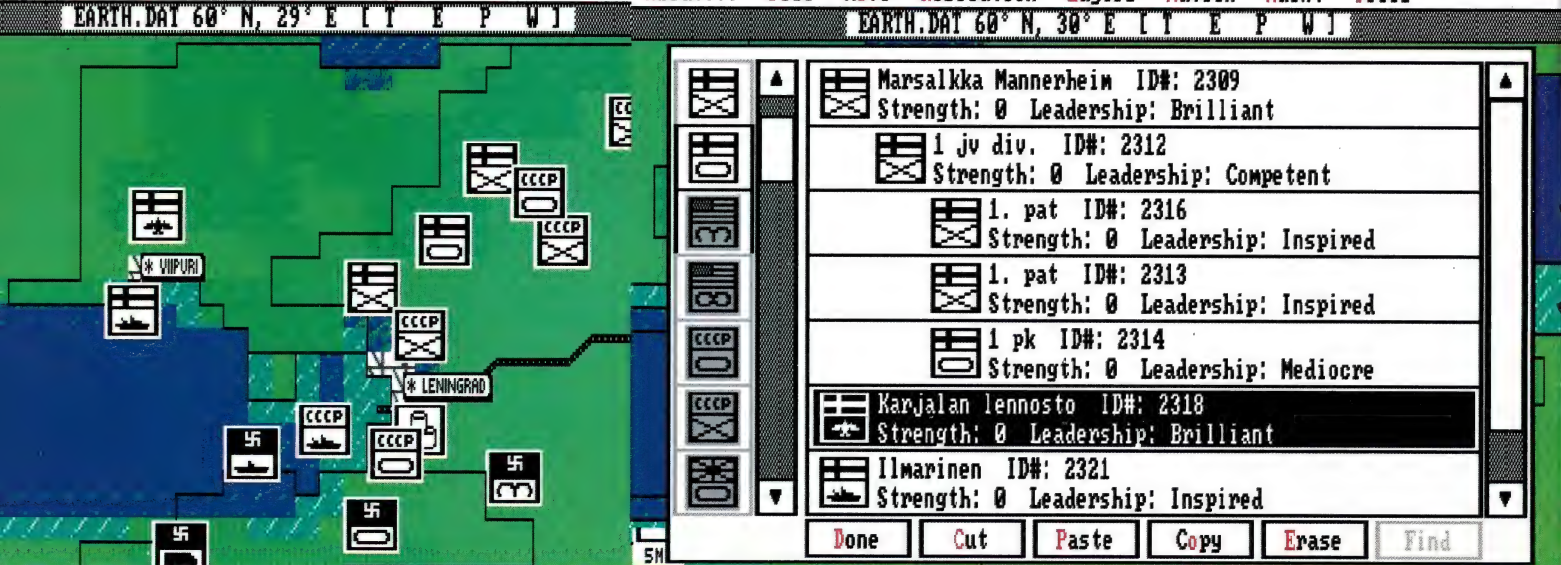 EARTH.DAT 60° N, 29° E [ T E P W ]
* VIIPURI
CCCP
CCCP
CC
CCCP
* LENINGRAD
CCCP
CCCP
EARTH.DAT 60° N, 30° E [ T E P W ]
CCCP
CCCP
Marsalkka Mannerheim ID#: 2309
Strength: 0 Leadership: Brilliant
1 jv div. ID#: 2312
Strength: 0 Leadership: Competent
1. pat ID#: 2316
Strength: 0 Leadership: Inspired
1. pat ID#: 2313
Strength: 0 Leadership: Inspired
1 pk ID#: 2314
Strength: 0 Leadership: Mediocre
Karjalan lennosto ID#: 2318
Strength: 0 Leadership: Brilliant
Ilmarinen ID#: 2321
Strength: 0 Leadership: Inspired
Done Cut Paste Copy Erase Find
5M